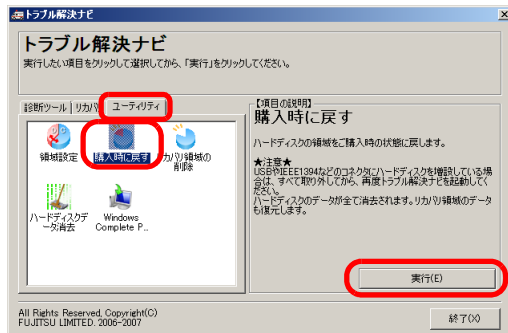 トラブル解決ナビ
トラブル解決ナビ
実行したい項目をクリックして選択してから、「実行」をクリックしてください。
診断ツール
リカバリ
ユーティリティ
領域設定
購入時に戻す
リカバリ領域の
削除
ハードディスクデ
ータ消去
Windows
Complete P..
【項目の説明】
購入時に戻す
ハードディスクの領域をご購入時の状態に戻します。
★注意★
USBやIEEE1394などのコネクタにハードディスクを増設している場
合は、すべて取り外してから、再度トラブル解決ナビを起動してく
ださい。
ハードディスクのデータが全て消去されます。リカバリ領域のデータ
も復元します。
実行(E)
All Rights Reserved, Copyright(C)
FUJITSU LIMITED. 2006-2007
終了(X)